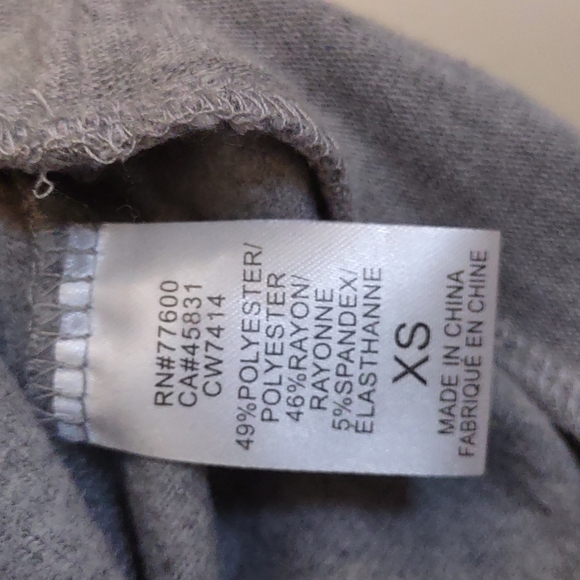 RN#77600
CA#45831
CW7414
49%POLYESTER/
POLYESTER
46%RAYON/
RAYONNE
5%SPANDEX/
ÉLASTHANNE
XS
MADE IN CHINA
FABRIQUÉ EN CHINE